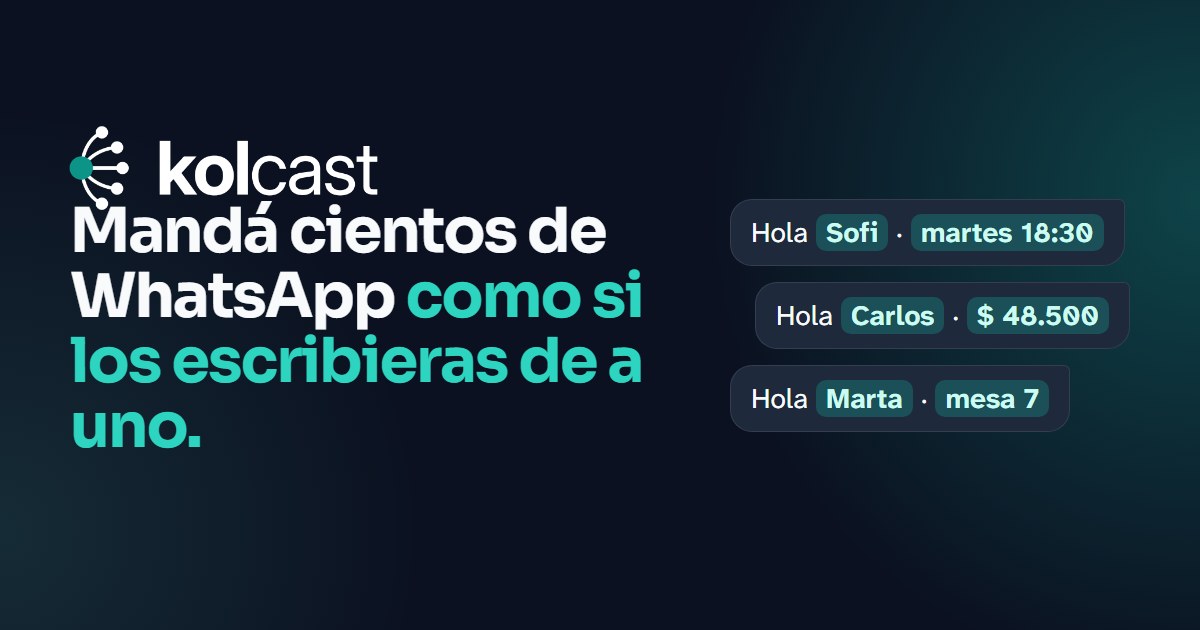 kolcast
Mandá cientos de
WhatsApp como si
los escribieras de a
uno.
Hola Sofi · martes 18:30
Hola Carlos · $ 48.500
Hola Marta · mesa 7